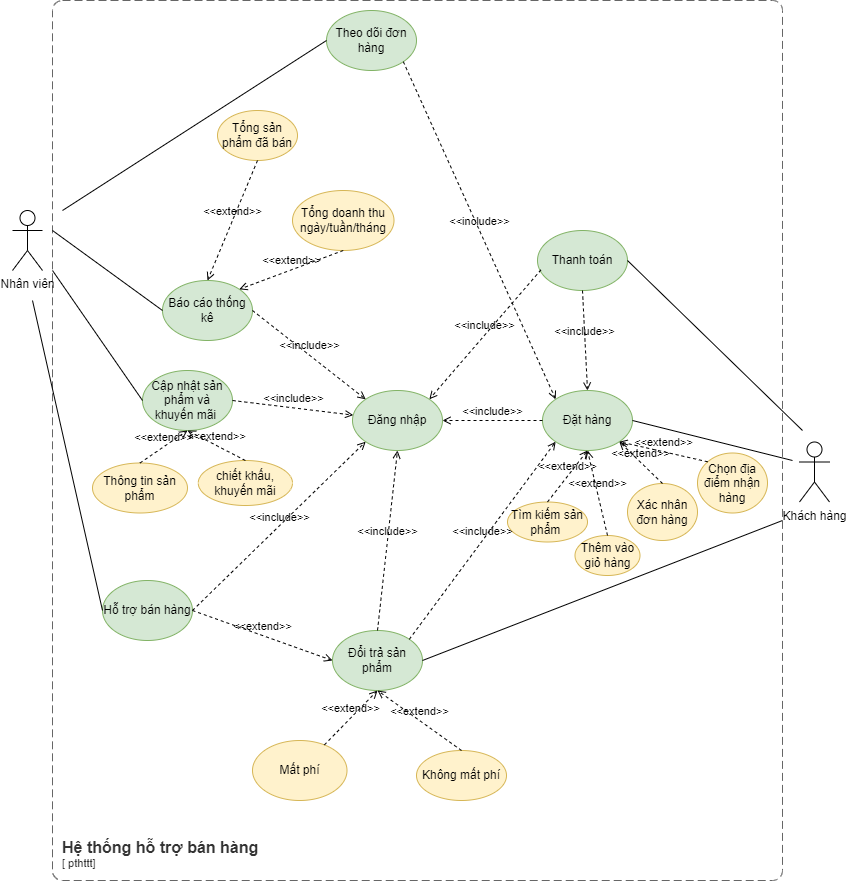 Theo dõi đơn
hàng
Tổng sản
phẩm đã bán
<<extend>>
Tổng doanh thu
ngày/tuần/tháng
<<include>>
Nhân viên
<<extend>>
Thanh toán
Báo cáo thống
kê
<<include>>
<<include>>
<<include>>
Cập nhật sản
phẩm và
khuyến mãi
<<include>>
Đăng nhập
<<include>>
Đặt hàng
<<extend>>
<<extend>>
<<extend>>
<<extend>>
Thông tin sản
phẩm
chiết khấu,
khuyến mãi
<<extend>>
<<extend>>
Chọn địa
điểm nhận
hàng
Tìm kiếm sản
phẩm
Xác nhân
đơn hàng
Khách hàng
<<include>>
<<include>>
<<include>>
Thêm vào
giỏ hàng
Hỗ trợ bán hàng
<<extend>>
Đổi trả sản
phẩm
<<extend>>
<<extend>>
Mất phí
Không mất phí
Hệ thống hỗ trợ bán hàng
[ pthttt]